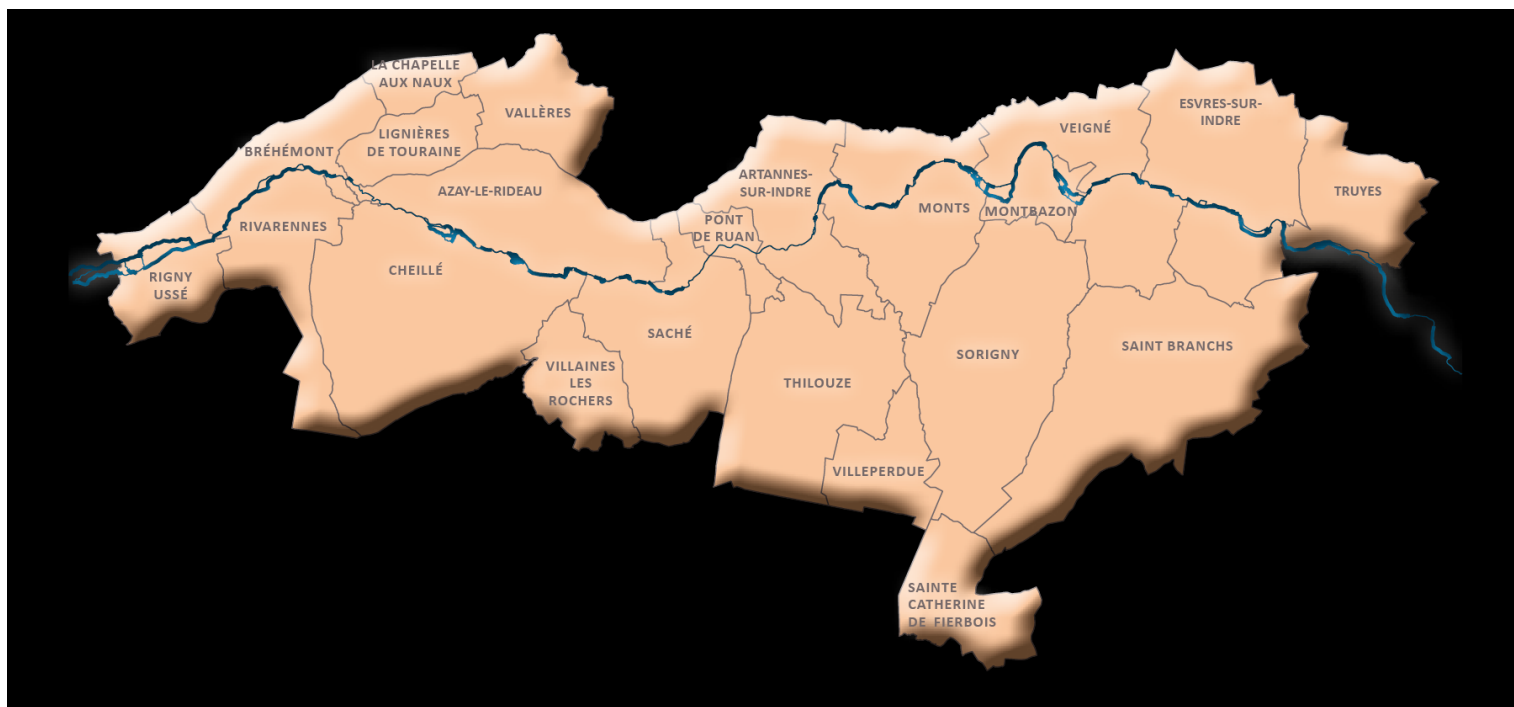 LA CHAPELLE
AUX NAUX
VALLÈRES
LIGNIÈRES
DE TOURAINE
BRÉHÉMONT
AZAY-LE-RIDEAU
RIVARENNES
CHEILLÉ
RIGNY
USSÉ
ARTANNES-
SUR-INDRE
PONT
DE RUAN
MONTS
VEIGNÉ
MONTBAZON
ESVRES-SUR-
INDRE
TRUYES
SACHÉ
VILLAINES
LES
ROCHERS
THILOUZE
SORIGNY
SAINT BRANCHS
VILLEPERDUE
SAINTE
CATHERINE
DE FIERBOIS